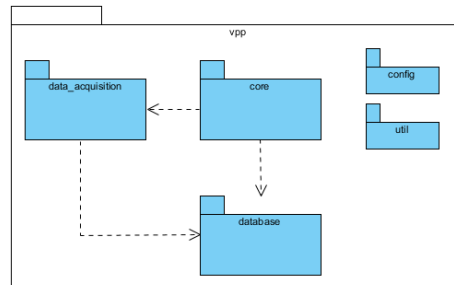 vpp
data_acquisition
core
config
util
database